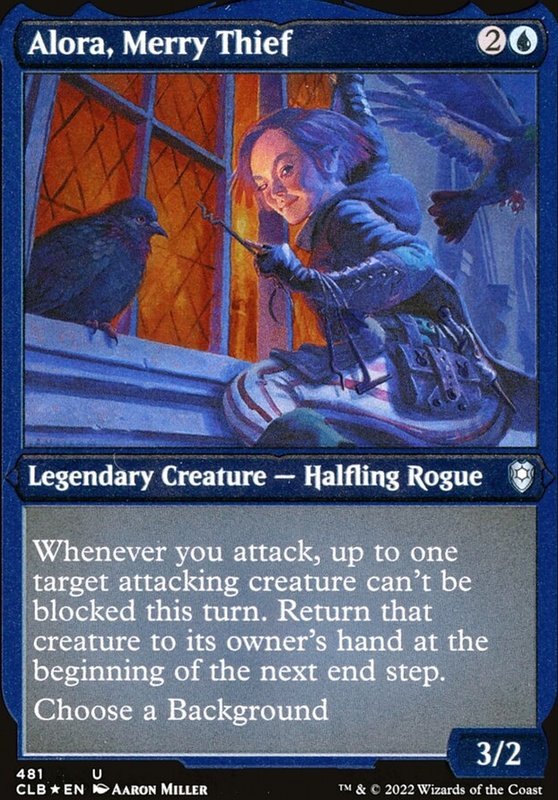 Alora, Merry Thief 2
Legendary Creature — Halfling Rogue
Whenever you attack, up to one
target attacking creature can't be
blocked this turn. Return that
creature to its owner's hand at the
beginning of the next end step.
Choose a Background
3/2
481 U
CLB★EN Aaron Miller ™ & © 2022 Wizards of the Coast